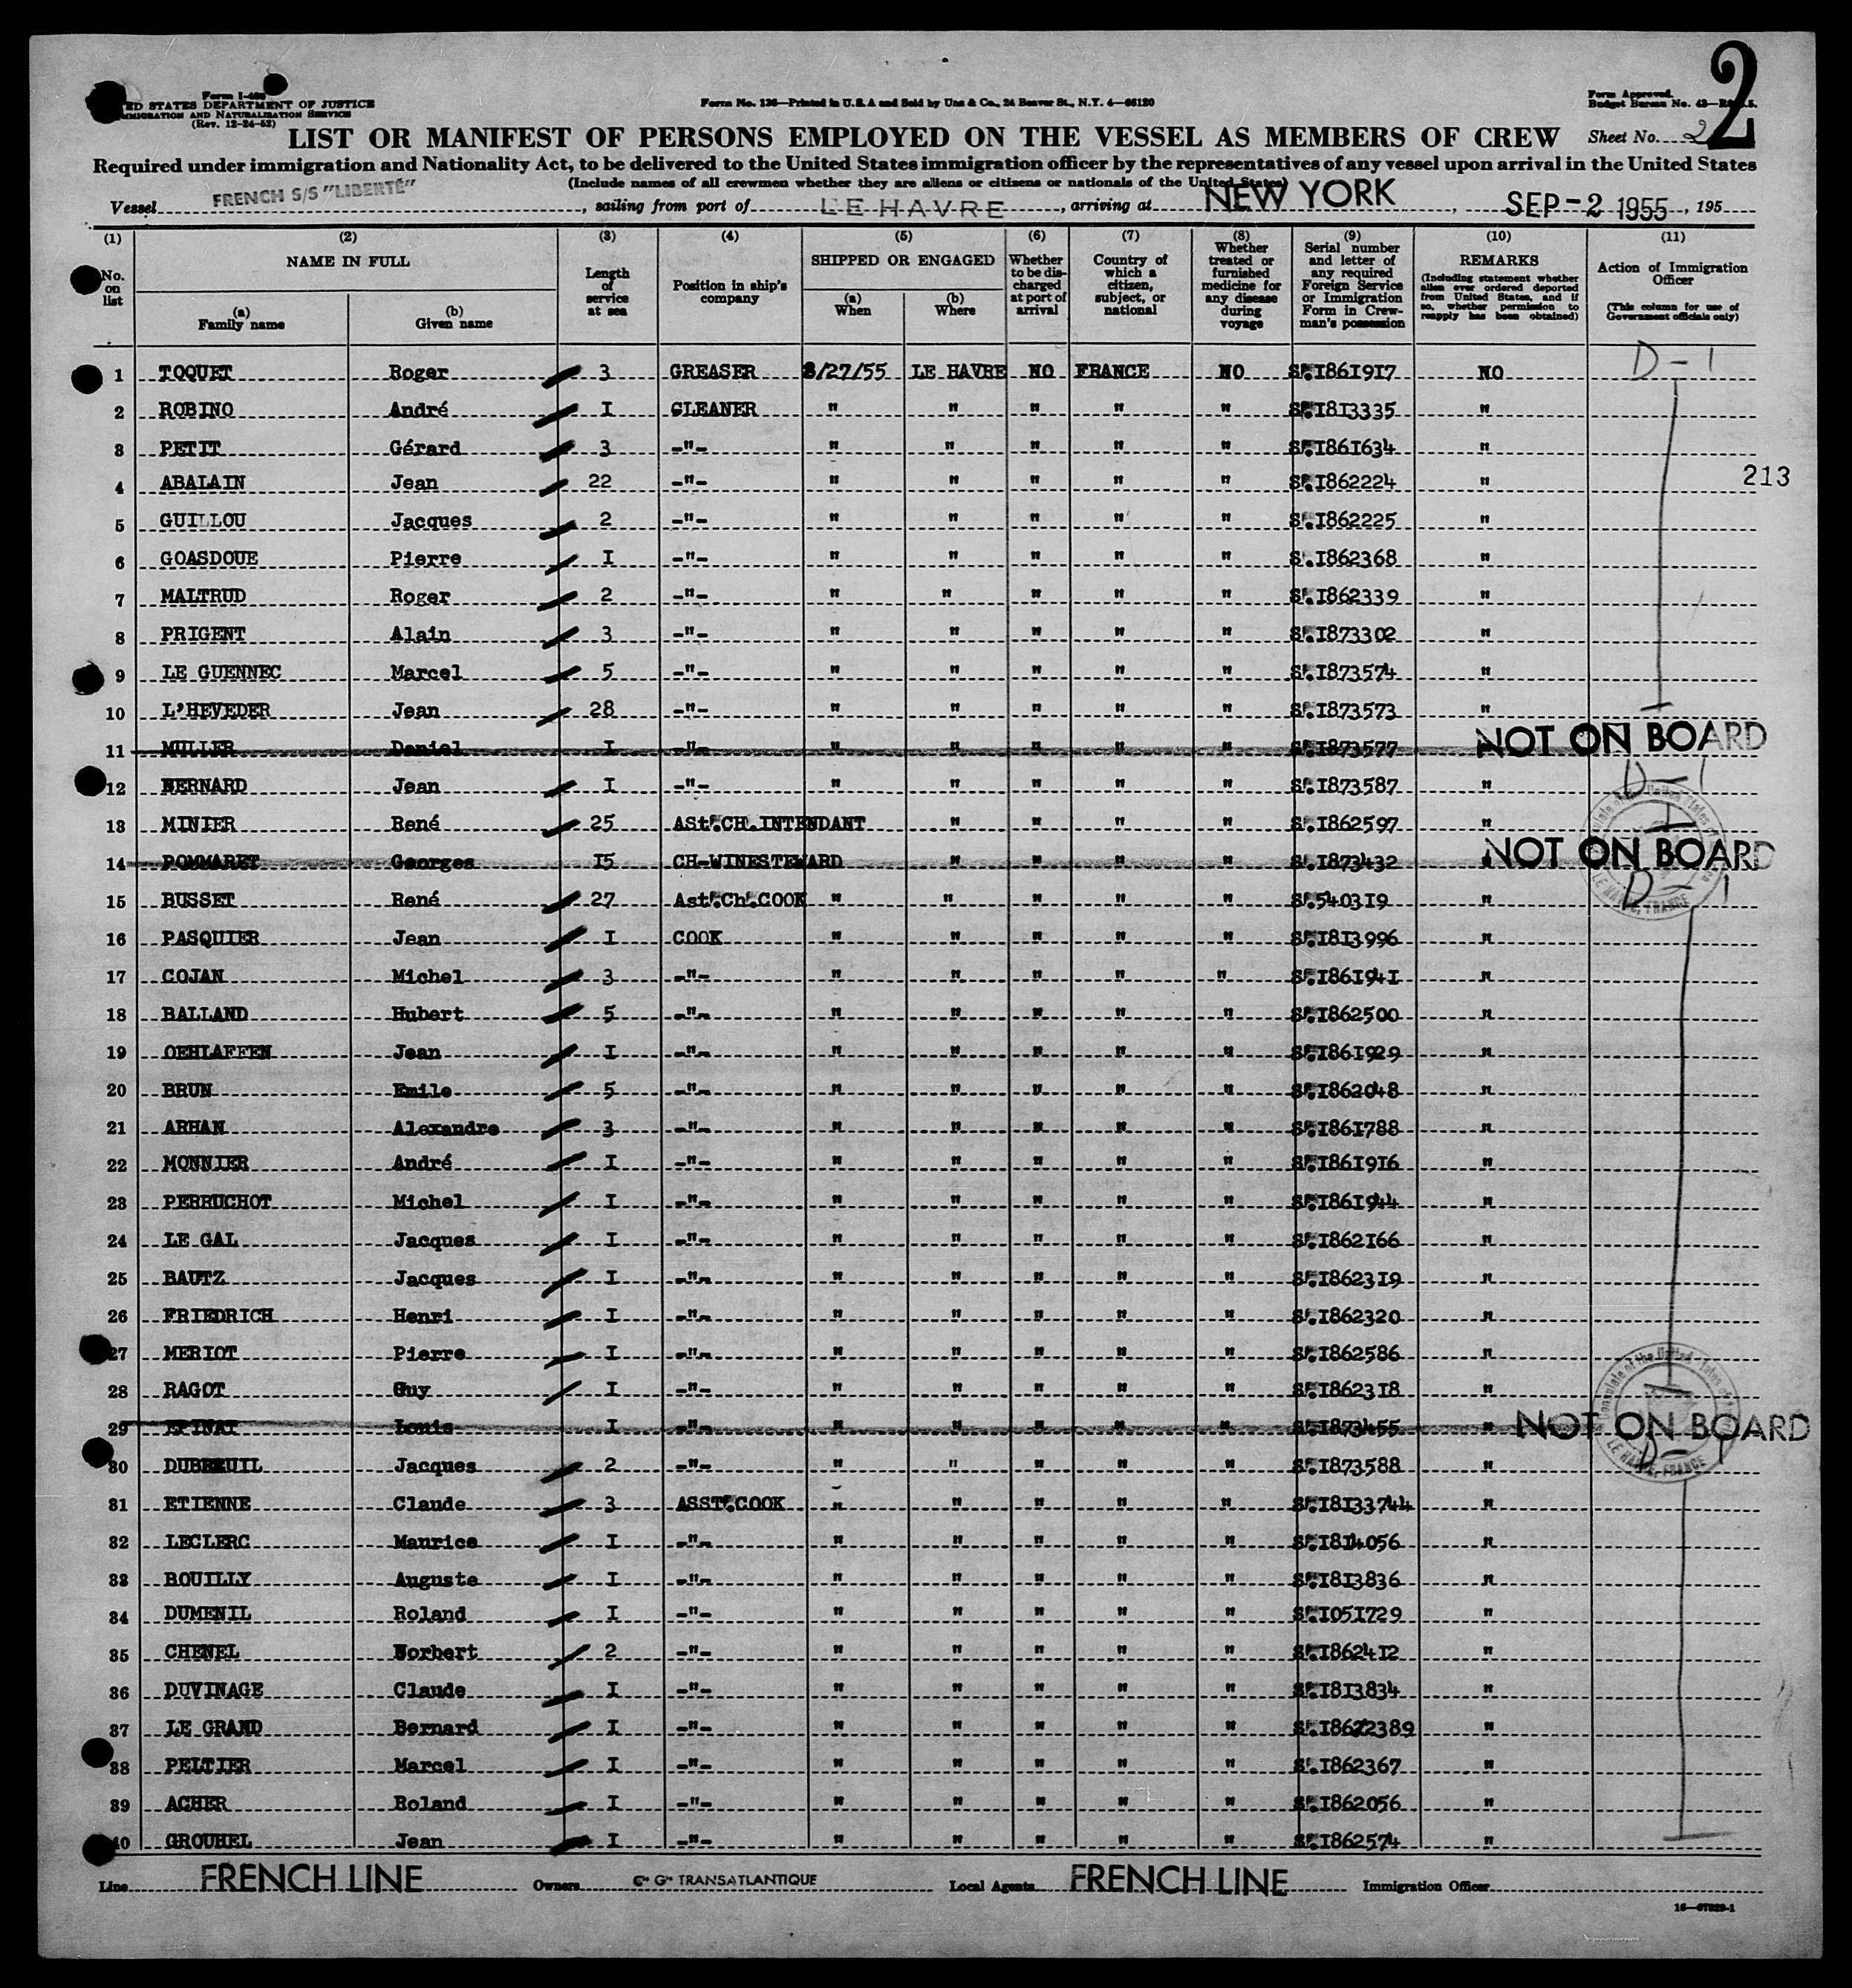 2
Form I-488
ED STATES DEPARTMENT OF JUSTICE
IMMIGRATION AND NATURALIZATION SERVICE
(Rev. 12-24-52)
Form No. 136—Printed in U.S.A and Sold by Unz & Co., 24 Beaver St., N.Y. 4—66120
Form Approved.
Budget Bureau No. 43—
LIST OR MANIFEST OF PERSONS EMPLOYED ON THE VESSEL AS MEMBERS OF CREW
Sheet No. 2
Required under immigration and Nationality Act, to be delivered to the United States immigration officer by the representatives of any vessel upon arrival in the United States
(Include names of all crewmen whether they are aliens or citizens or nationals of the United States)
Vessel FRENCH S/S "LIBERTÉ", sailing from port of LE HAVRE, arriving at NEW YORK, SEP-2 1955, 195
(1) No. on list
(2) NAME IN FULL (a) Family name (b) Given name
(3) Length of service at sea
(4) Position in ship's company
(5) SHIPPED OR ENGAGED (a) When (b) Where
(6) Whether to be discharged at port of arrival
(7) Country of which a citizen, subject, or national
(8) Whether treated or furnished medicine for any disease during voyage
(9) Serial number and letter of any required Foreign Service or Immigration Form in Crewman's possession
(10) REMARKS (Including statement whether alien ever ordered deported from United States, and if so, whether permission to reapply has been obtained)
(11) Action of Immigration Officer (This column for use of Government officials only)
1 TOQUET Roger 3 GREASER 8/27/55 LE HAVRE NO FRANCE NO I861917 NO D-1
2 ROBINO André I CLEANER " " " " " I813335 "
3 PETIT Gérard 3 -"- " " " " " I861634 "
4 ABALAIN Jean 22 -"- " " " " " I862224 " 213
5 GUILLOU Jacques 2 -"- " " " " " I862225 "
6 GOASDOUE Pierre I -"- " " " " " I862368 "
7 MALTRUD Roger 2 -"- " " " " " I862339 "
8 PRIGENT Alain 3 -"- " " " " " I873302 "
9 LE GUENNEC Marcel 5 -"- " " " " " I873574 "
10 L'HEVEDER Jean 28 -"- " " " " " I873573 "
11 MULLER Daniel I -"- " " " " " I873577 NOT ON BOARD
12 BERNARD Jean I -"- " " " " " I873587 " D-1
13 MINIER René 25 ASt.CH.INTENDANT " " " " I862597 "
14 POMMARET Georges I5 CH-WINESTEWARD " " " " I873432 " NOT ON BOARD
15 BUSSET René 27 Ast.Ch.COOK " " " " " 5403I9 " D-1
16 PASQUIER Jean I COOK " " " " " I813996 "
17 COJAN Michel 3 -"- " " " " " I86I94I "
18 BALLAND Hubert 5 -"- " " " " " I862500 "
19 OEHLAFFEN Jean I -"- " " " " " I86I929 "
20 BRUN Emile 5 -"- " " " " " I862048 "
21 ARHAN Alexandre 3 -"- " " " " " I86I788 "
22 MONNIER André I -"- " " " " " I86I9I6 "
23 PERRUCHOT Michel I -"- " " " " " I86I944 "
24 LE GAL Jacques I -"- " " " " " I862I66 "
25 BAUTZ Jacques I -"- " " " " " I8623I9 "
26 FRIEDRICH Henri I -"- " " " " " I862320 "
27 MERIOT Pierre I -"- " " " " " I862586 "
28 RAGOT Guy I -"- " " " " " I8623I8 "
29 EPINAT Louis I -"- " " " " " I873455 " NOT ON BOARD
30 DUBREUIL Jacques 2 -"- " " " " " I873588 " D-1
31 ETIENNE Claude 3 ASST.COOK " " " " " I8I33744 "
32 LECLERC Maurice I -"- " " " " " I8I4056 "
33 BOUILLY Auguste I -"- " " " " " I8I3836 "
34 DUMENIL Roland I -"- " " " " " I05I729 "
35 CHENEL Norbert 2 -"- " " " " " I8624I2 "
36 DUVINAGE Claude I -"- " " " " " I8I3834 "
37 LE GRAND Bernard I -"- " " " " " I8622389 "
38 PELTIER Marcel I -"- " " " " " I862367 "
39 ACHER Roland I -"- " " " " " I862056 "
40 GROUHEL Jean I -"- " " " " " I862574 "
Line FRENCH LINE Owners Cie Gle TRANSATLANTIQUE Local Agents FRENCH LINE Immigration Officer